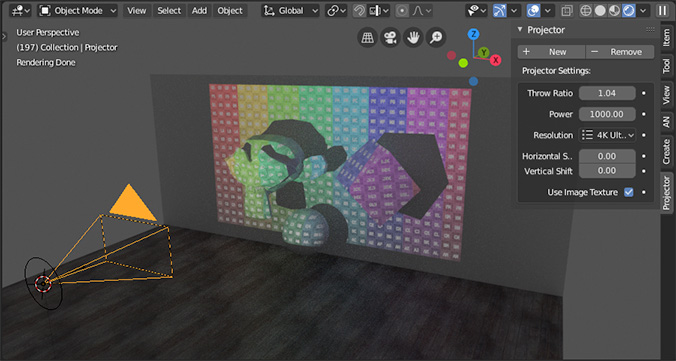 Object Mode
View
Select
Add
Object
Global
User Perspective
(197) Collection | Projector
Rendering Done
Z
Y
X
Projector
New
Remove
Projector Settings:
Throw Ratio 1.04
Power 1000.00
Resolution 4K Ult..
Horizontal S.. 0.00
Vertical Shift 0.00
Use Image Texture
Item
Tool
View
AN
Create
Projector